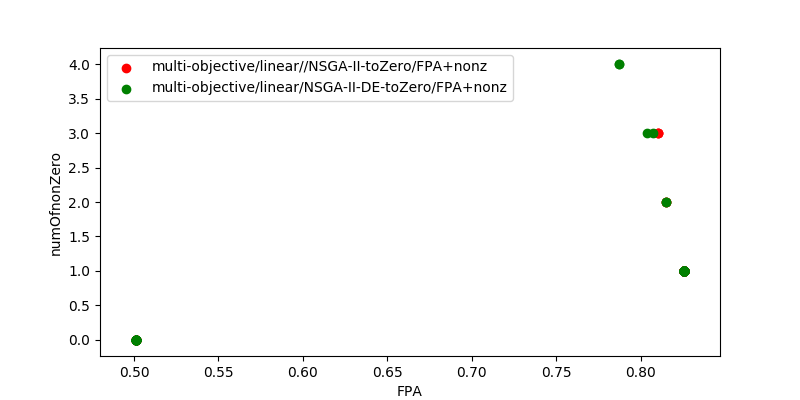 multi-objective/linear//NSGA-II-toZero/FPA+nonz
multi-objective/linear/NSGA-II-DE-toZero/FPA+nonz
4.0
3.5
3.0
2.5
2.0
1.5
1.0
0.5
0.0
numOfnonZero
0.50 0.55 0.60 0.65 0.70 0.75 0.80
FPA